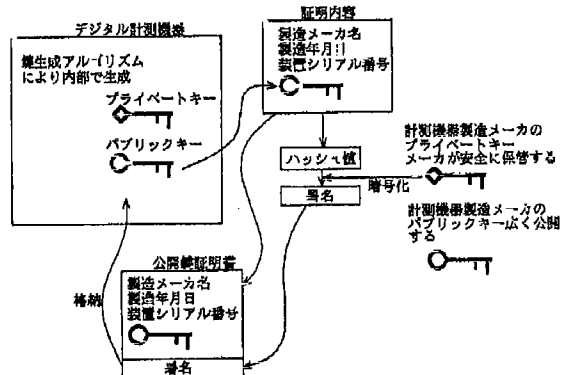 デジタル計測機器
鍵生成アルゴリズム
により内部で生成
プライベートキー
パブリックキー
証明内容
製造メーカ名
製造年月日
装置シリアル番号
ハッシュ値
暗号化
署名
計測機器製造メーカの
プライベートキー
メーカが安全に保管する
計測機器製造メーカの
パブリックキー広く公開
する
格納
公開鍵証明書
製造メーカ名
製造年月日
装置シリアル番号
署名